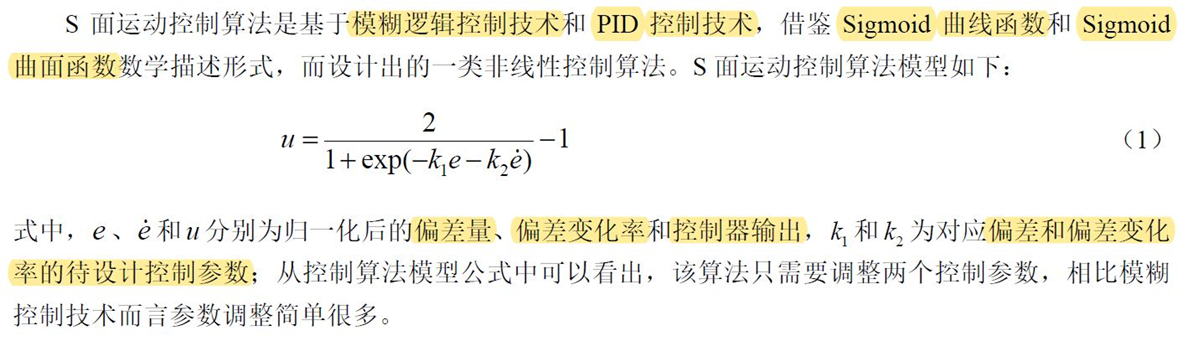 S 面运动控制算法是基于模糊逻辑控制技术和 PID 控制技术，借鉴 Sigmoid 曲线函数和 Sigmoid
曲面函数数学描述形式，而设计出的一类非线性控制算法。S 面运动控制算法模型如下：
u = 2 / (1 + exp(−k₁e − k₂ė)) − 1 （1）
式中，e、ė 和 u 分别为归一化后的偏差量、偏差变化率和控制器输出，k₁ 和 k₂ 为对应偏差和偏差变化
率的待设计控制参数；从控制算法模型公式中可以看出，该算法只需要调整两个控制参数，相比模糊
控制技术而言参数调整简单很多。